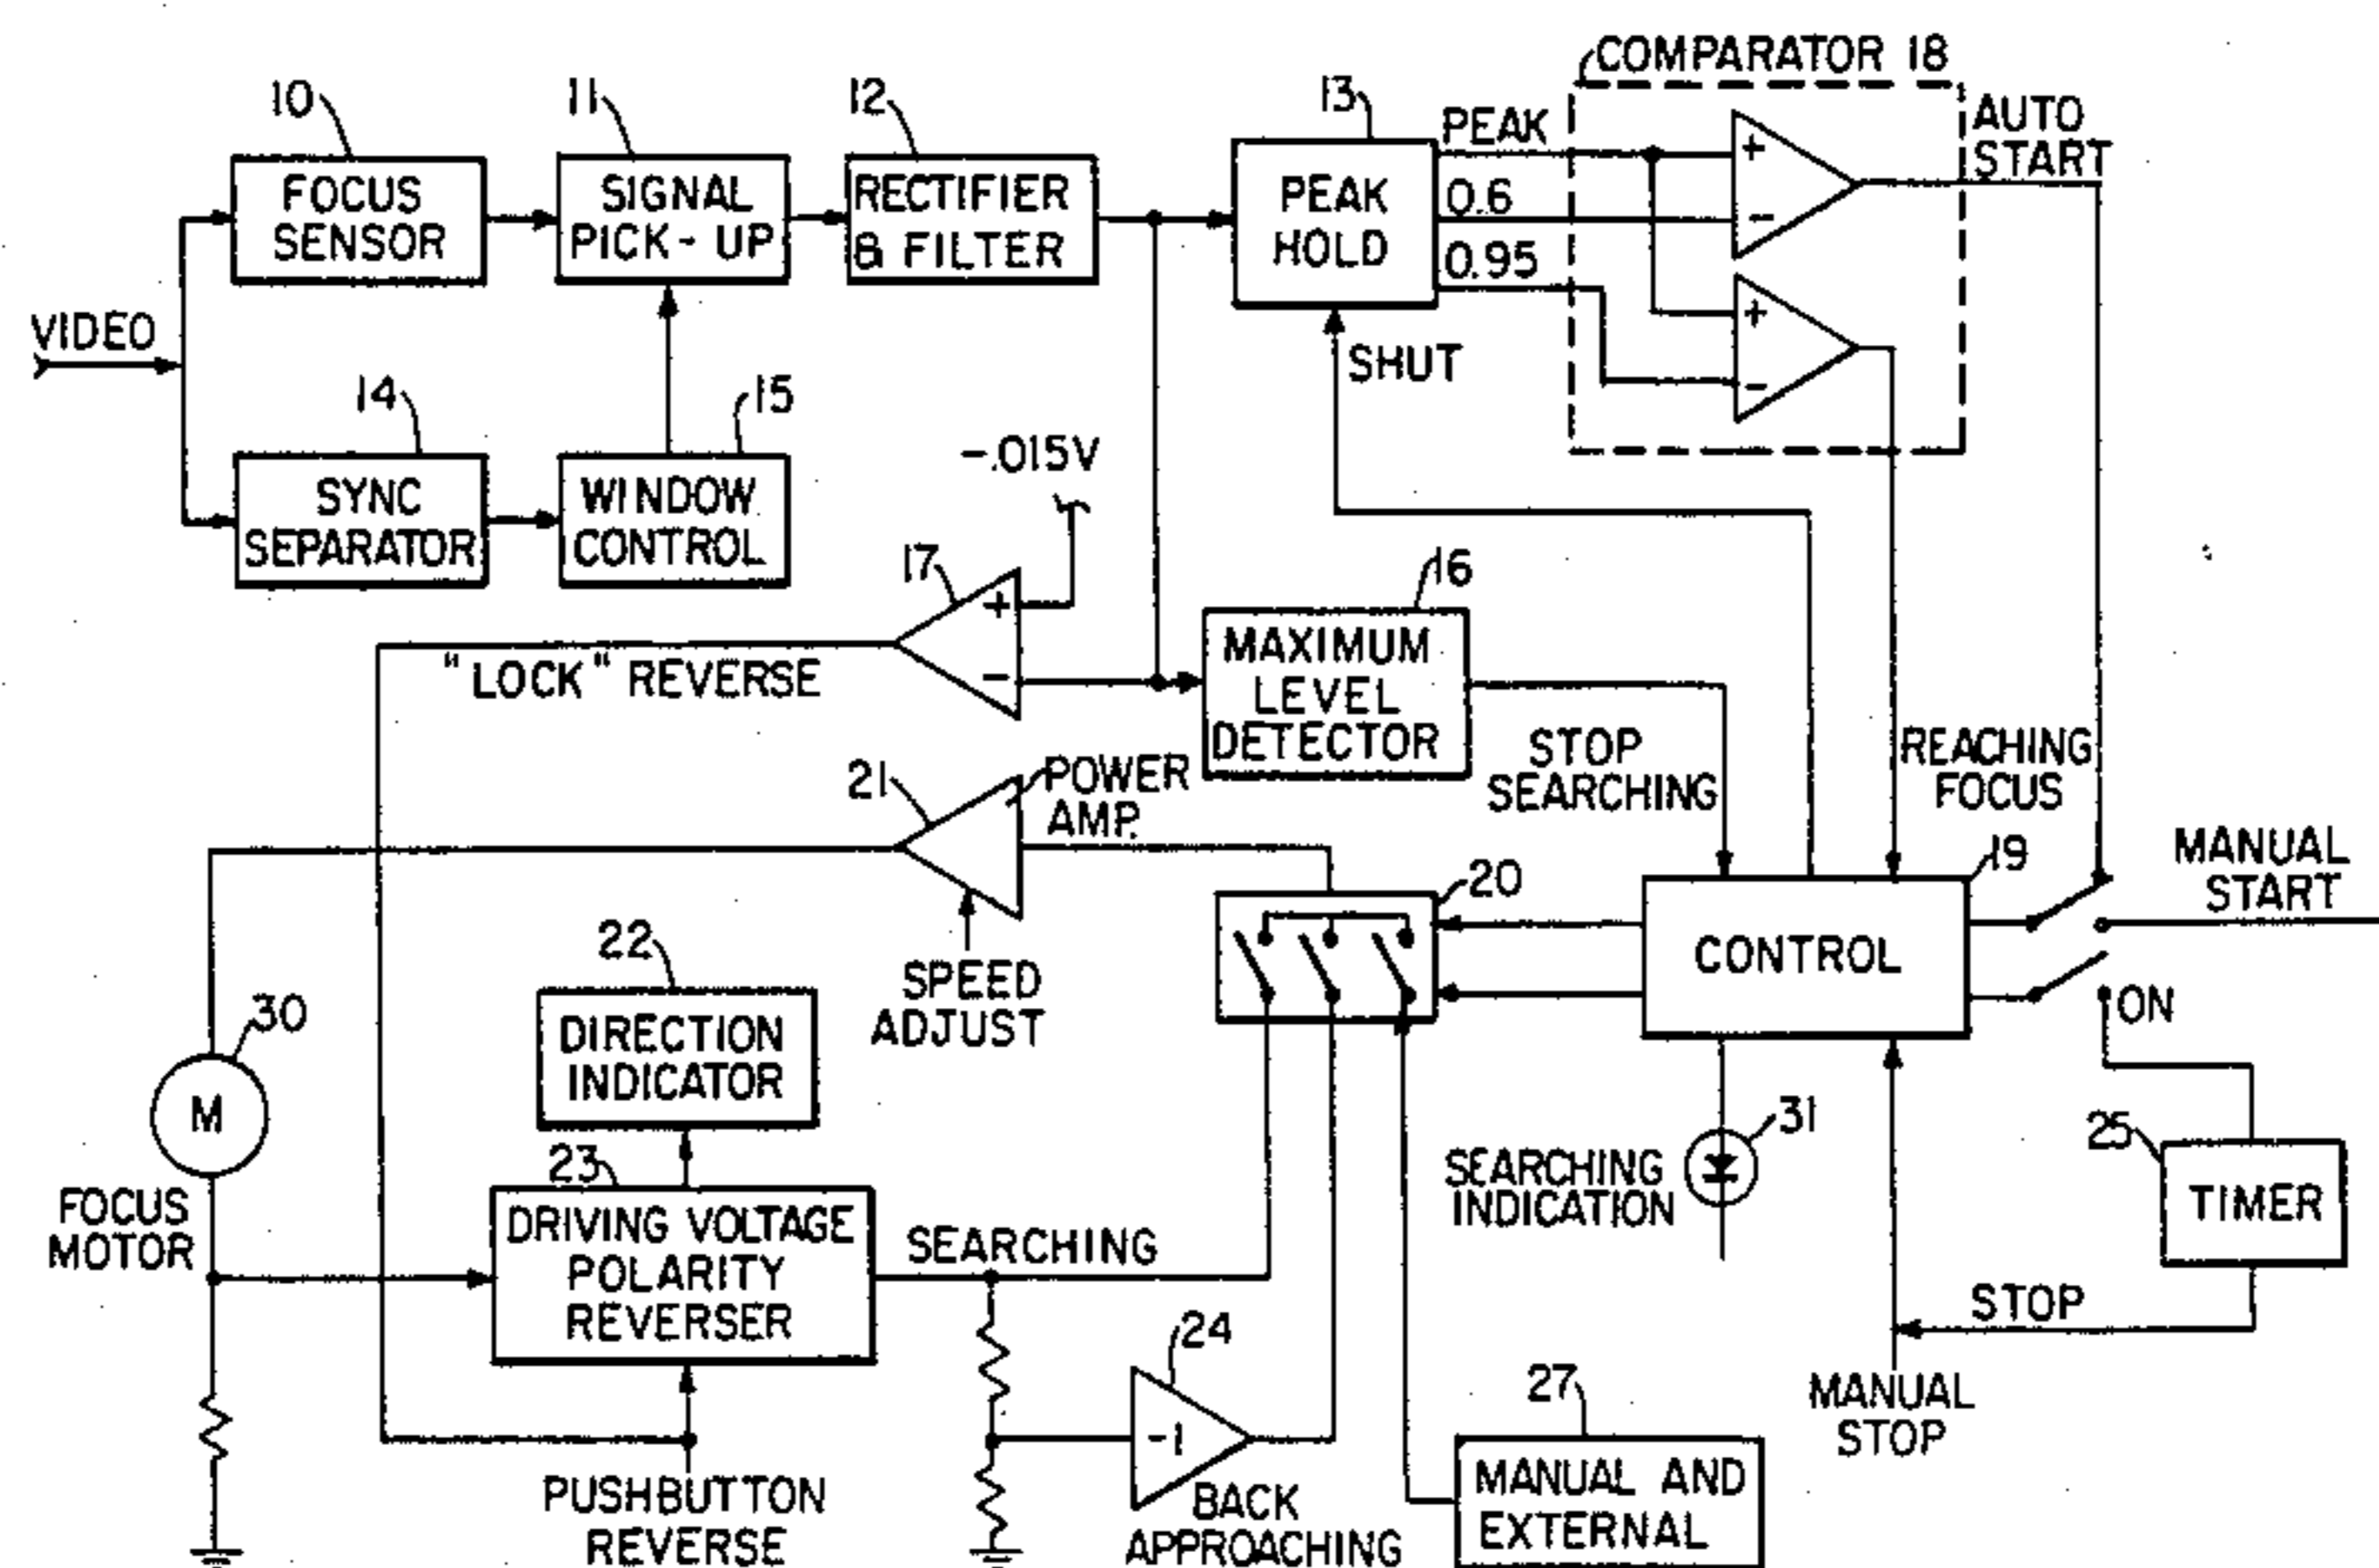 COMPARATOR 18
10
11
12
13
PEAK
AUTO
START
FOCUS
SENSOR
SIGNAL
PICK-UP
RECTIFIER
& FILTER
PEAK
HOLD
0.6
0.95
+
-
+
-
VIDEO
SHUT
14
15
-.015V
SYNC
SEPARATOR
WINDOW
CONTROL
17
16
+
-
"LOCK" REVERSE
MAXIMUM
LEVEL
DETECTOR
STOP
SEARCHING
REACHING
FOCUS
21
POWER
AMP.
20
19
MANUAL
START
22
SPEED
ADJUST
CONTROL
ON
30
DIRECTION
INDICATOR
M
31
25
23
SEARCHING
INDICATION
TIMER
FOCUS
MOTOR
DRIVING VOLTAGE
POLARITY
REVERSER
SEARCHING
STOP
24
-1
27
MANUAL
STOP
PUSHBUTTON
REVERSE
BACK
APPROACHING
MANUAL AND
EXTERNAL